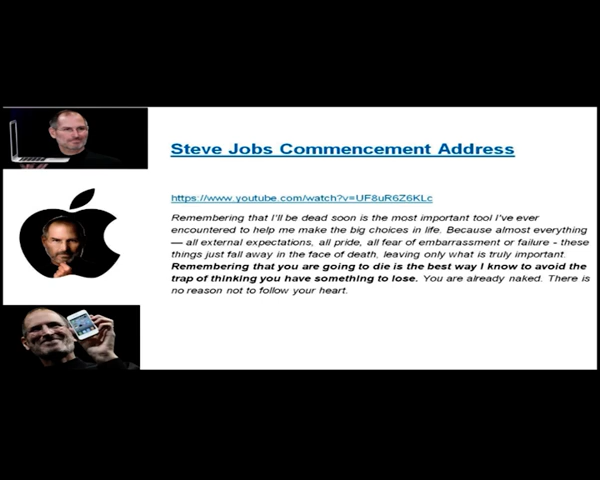 Steve Jobs Commencement Address
https://www.youtube.com/watch?v=UF8uR6Z6KLc
Remembering that I'll be dead soon is the most important tool I've ever
encountered to help me make the big choices in life. Because almost everything
— all external expectations, all pride, all fear of embarrassment or failure - these
things just fall away in the face of death, leaving only what is truly important.
Remembering that you are going to die is the best way I know to avoid the
trap of thinking you have something to lose. You are already naked. There is
no reason not to follow your heart.